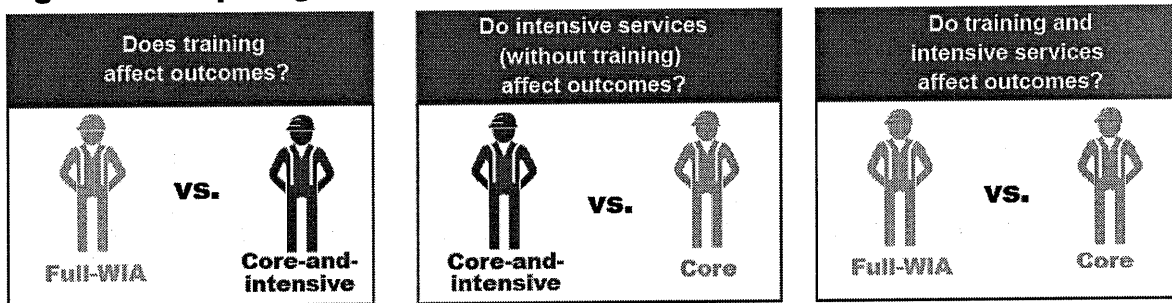 Does training
affect outcomes?
vs.
Full-WIA
Core-and-
intensive
Do intensive services
(without training)
affect outcomes?
vs.
Core-and-
intensive
Core
Do training and
intensive services
affect outcomes?
vs.
Full-WIA
Core